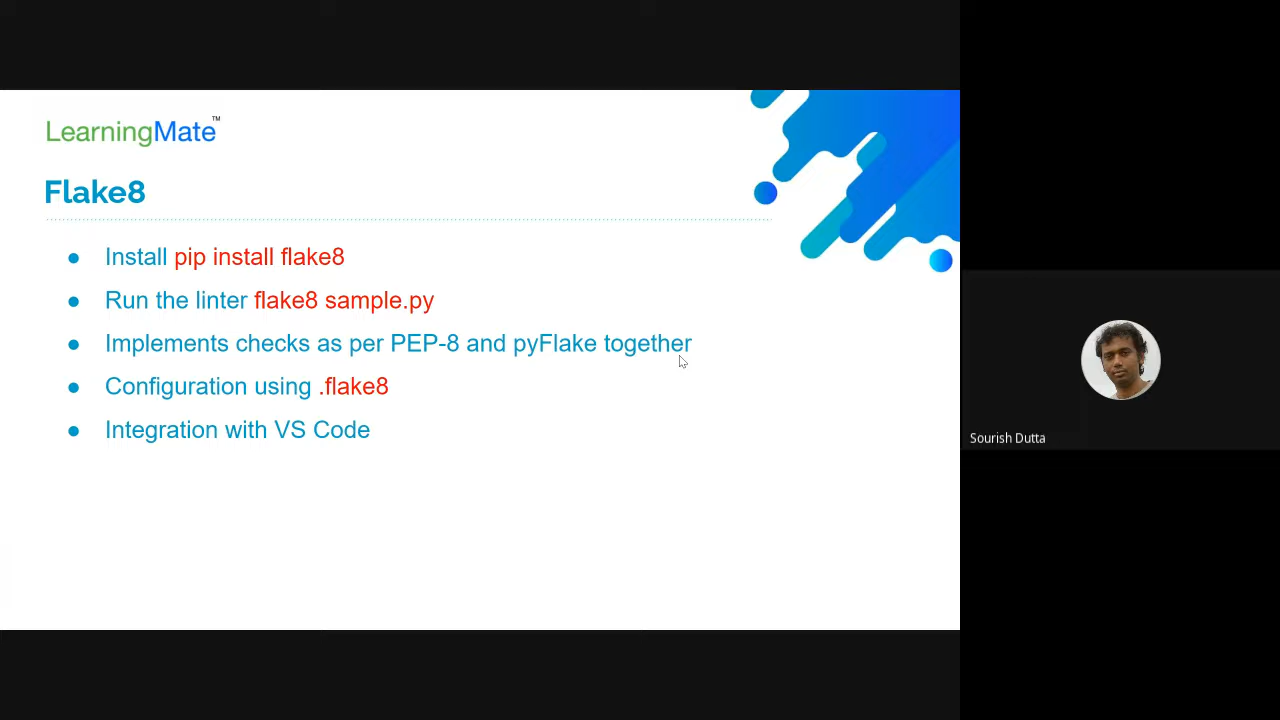 LearningMate™
Flake8
● Install pip install flake8
● Run the linter flake8 sample.py
● Implements checks as per PEP-8 and pyFlake together
● Configuration using .flake8
● Integration with VS Code
Sourish Dutta